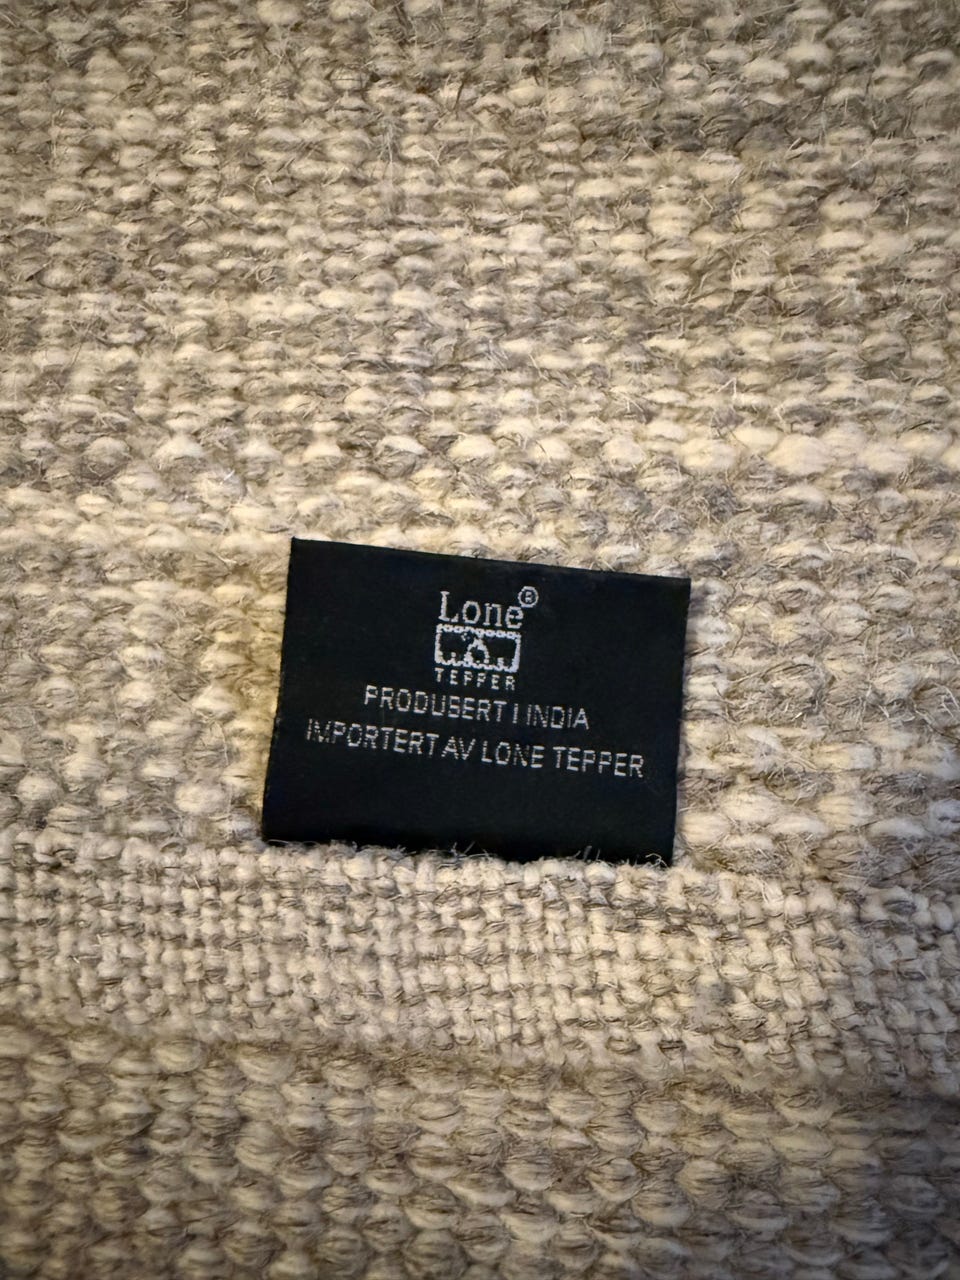 Lone®
TEPPER
PRODUSERT I INDIA
IMPORTERT AV LONE TEPPER